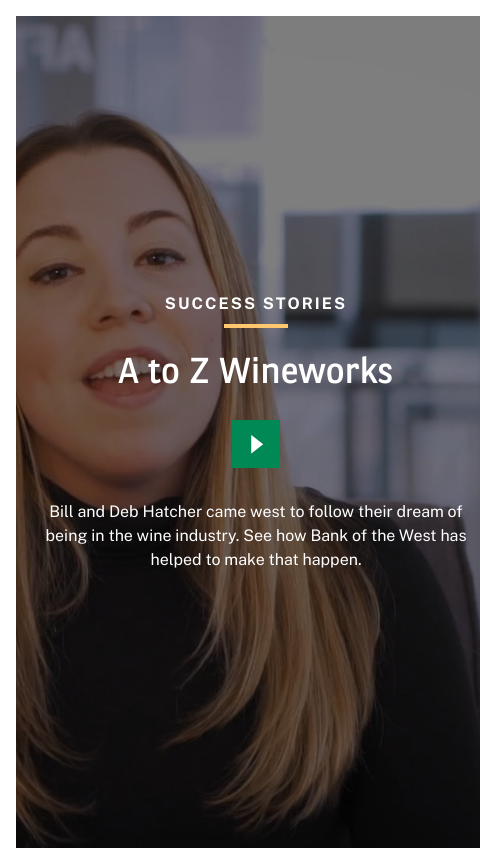 SUCCESS STORIES
A to Z Wineworks
Bill and Deb Hatcher came west to follow their dream of
being in the wine industry. See how Bank of the West has
helped to make that happen.